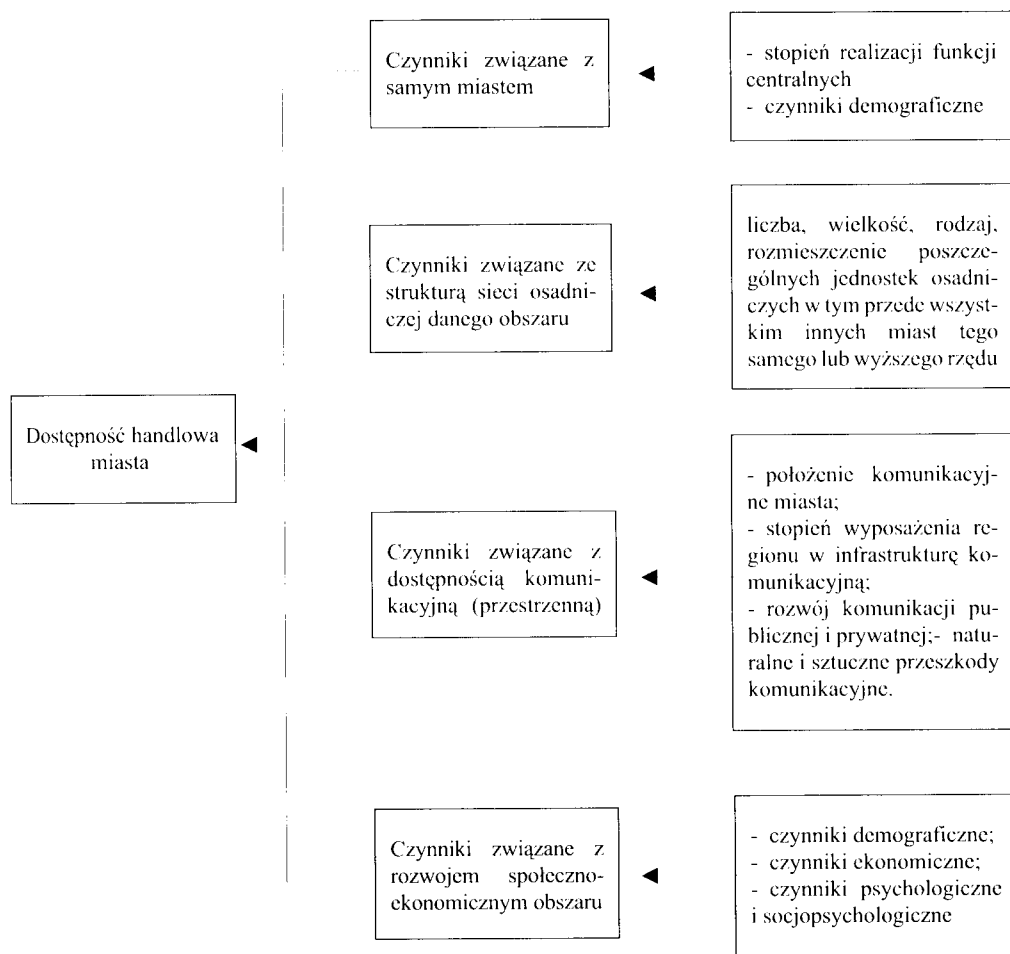 Czynniki związane z
samym miastem
- stopień realizacji funkcji
centralnych
- czynniki demograficzne
Czynniki związane ze
strukturą sieci osadni-
czej danego obszaru
liczba, wielkość, rodzaj,
rozmieszczenie poszcze-
gólnych jednostek osadni-
czych w tym przede wszyst-
kim innych miast tego
samego lub wyższego rzędu
Dostępność handlowa
miasta
Czynniki związane z
dostępnością komuni-
kacyjną (przestrzenną)
- położenie komunikacyj-
ne miasta;
- stopień wyposażenia re-
gionu w infrastrukturę ko-
munikacyjną;
- rozwój komunikacji pu-
blicznej i prywatnej;- natu-
ralne i sztuczne przeszkody
komunikacyjne.
Czynniki związane z
rozwojem społeczno-
ekonomicznym obszaru
- czynniki demograficzne;
- czynniki ekonomiczne;
- czynniki psychologiczne
i socjopsychologiczne